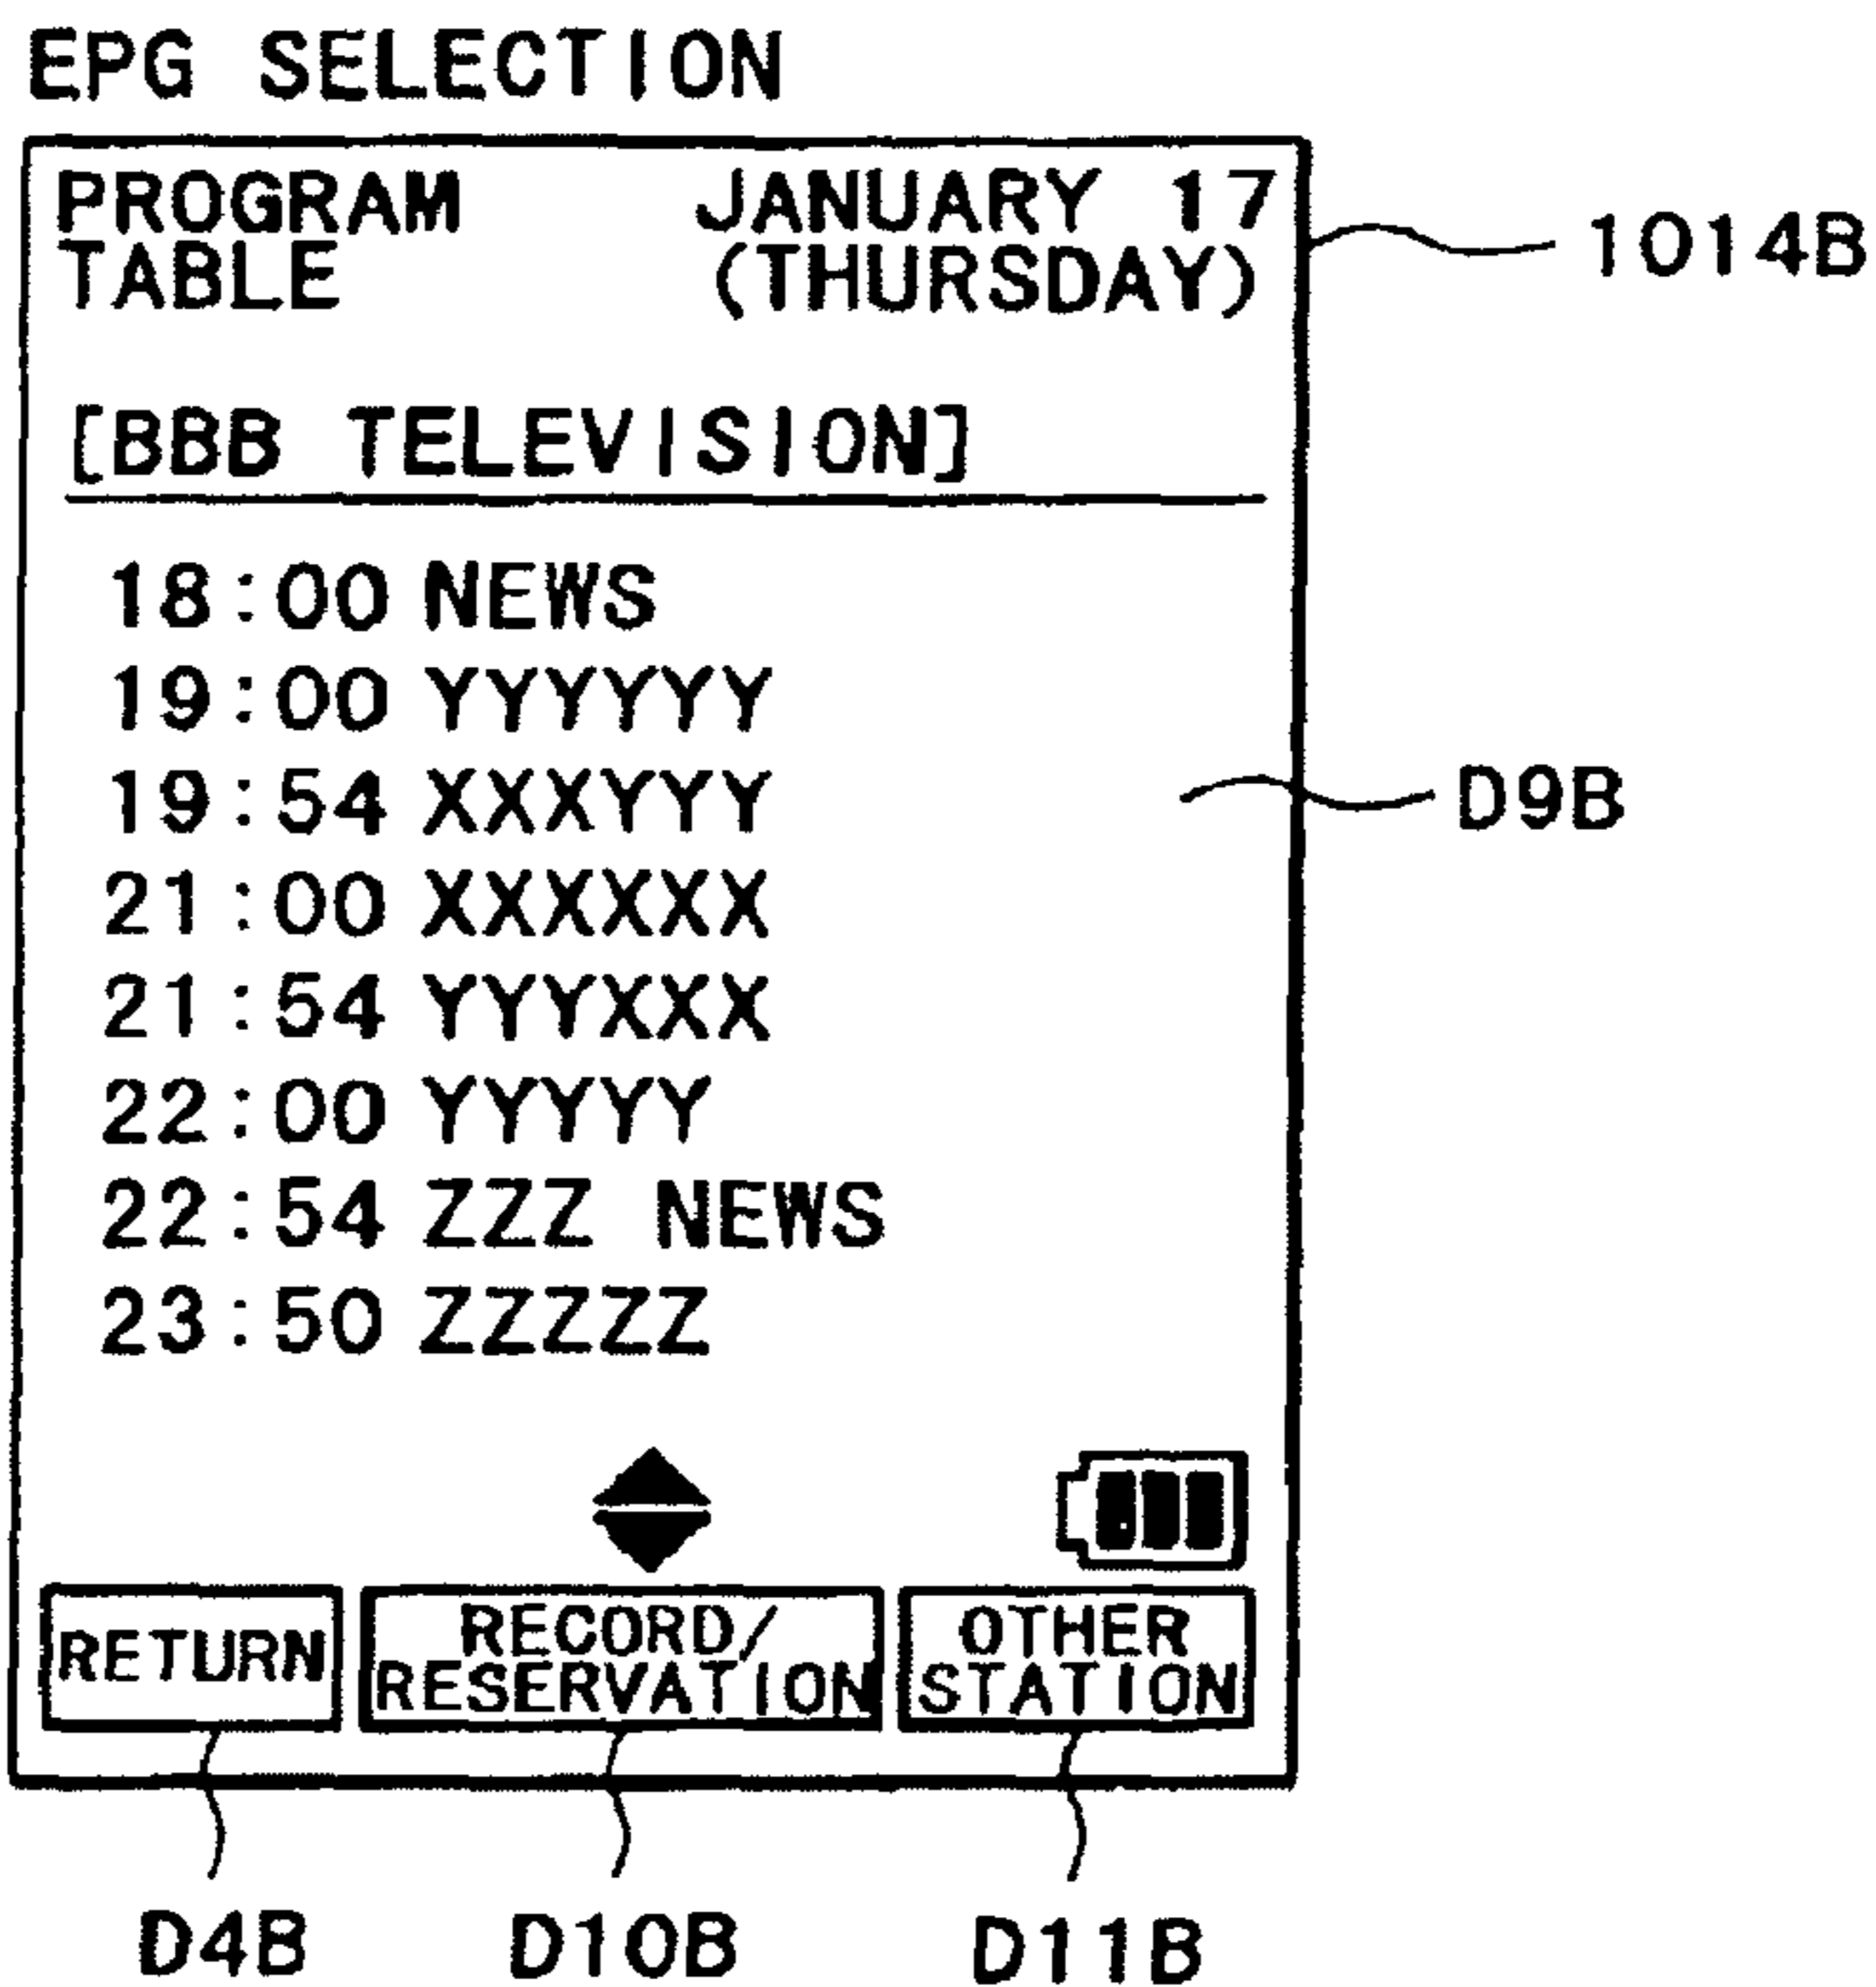 EPG SELECTION
PROGRAM JANUARY 17
TABLE (THURSDAY)
1014B
[BBB TELEVISION]
18:00 NEWS
19:00 YYYYYY
19:54 XXXYYY
D9B
21:00 XXXXXX
21:54 YYYXXX
22:00 YYYYY
22:54 ZZZ NEWS
23:50 ZZZZZ
RETURN
RECORD/
RESERVATION
OTHER
STATION
D4B D10B D11B